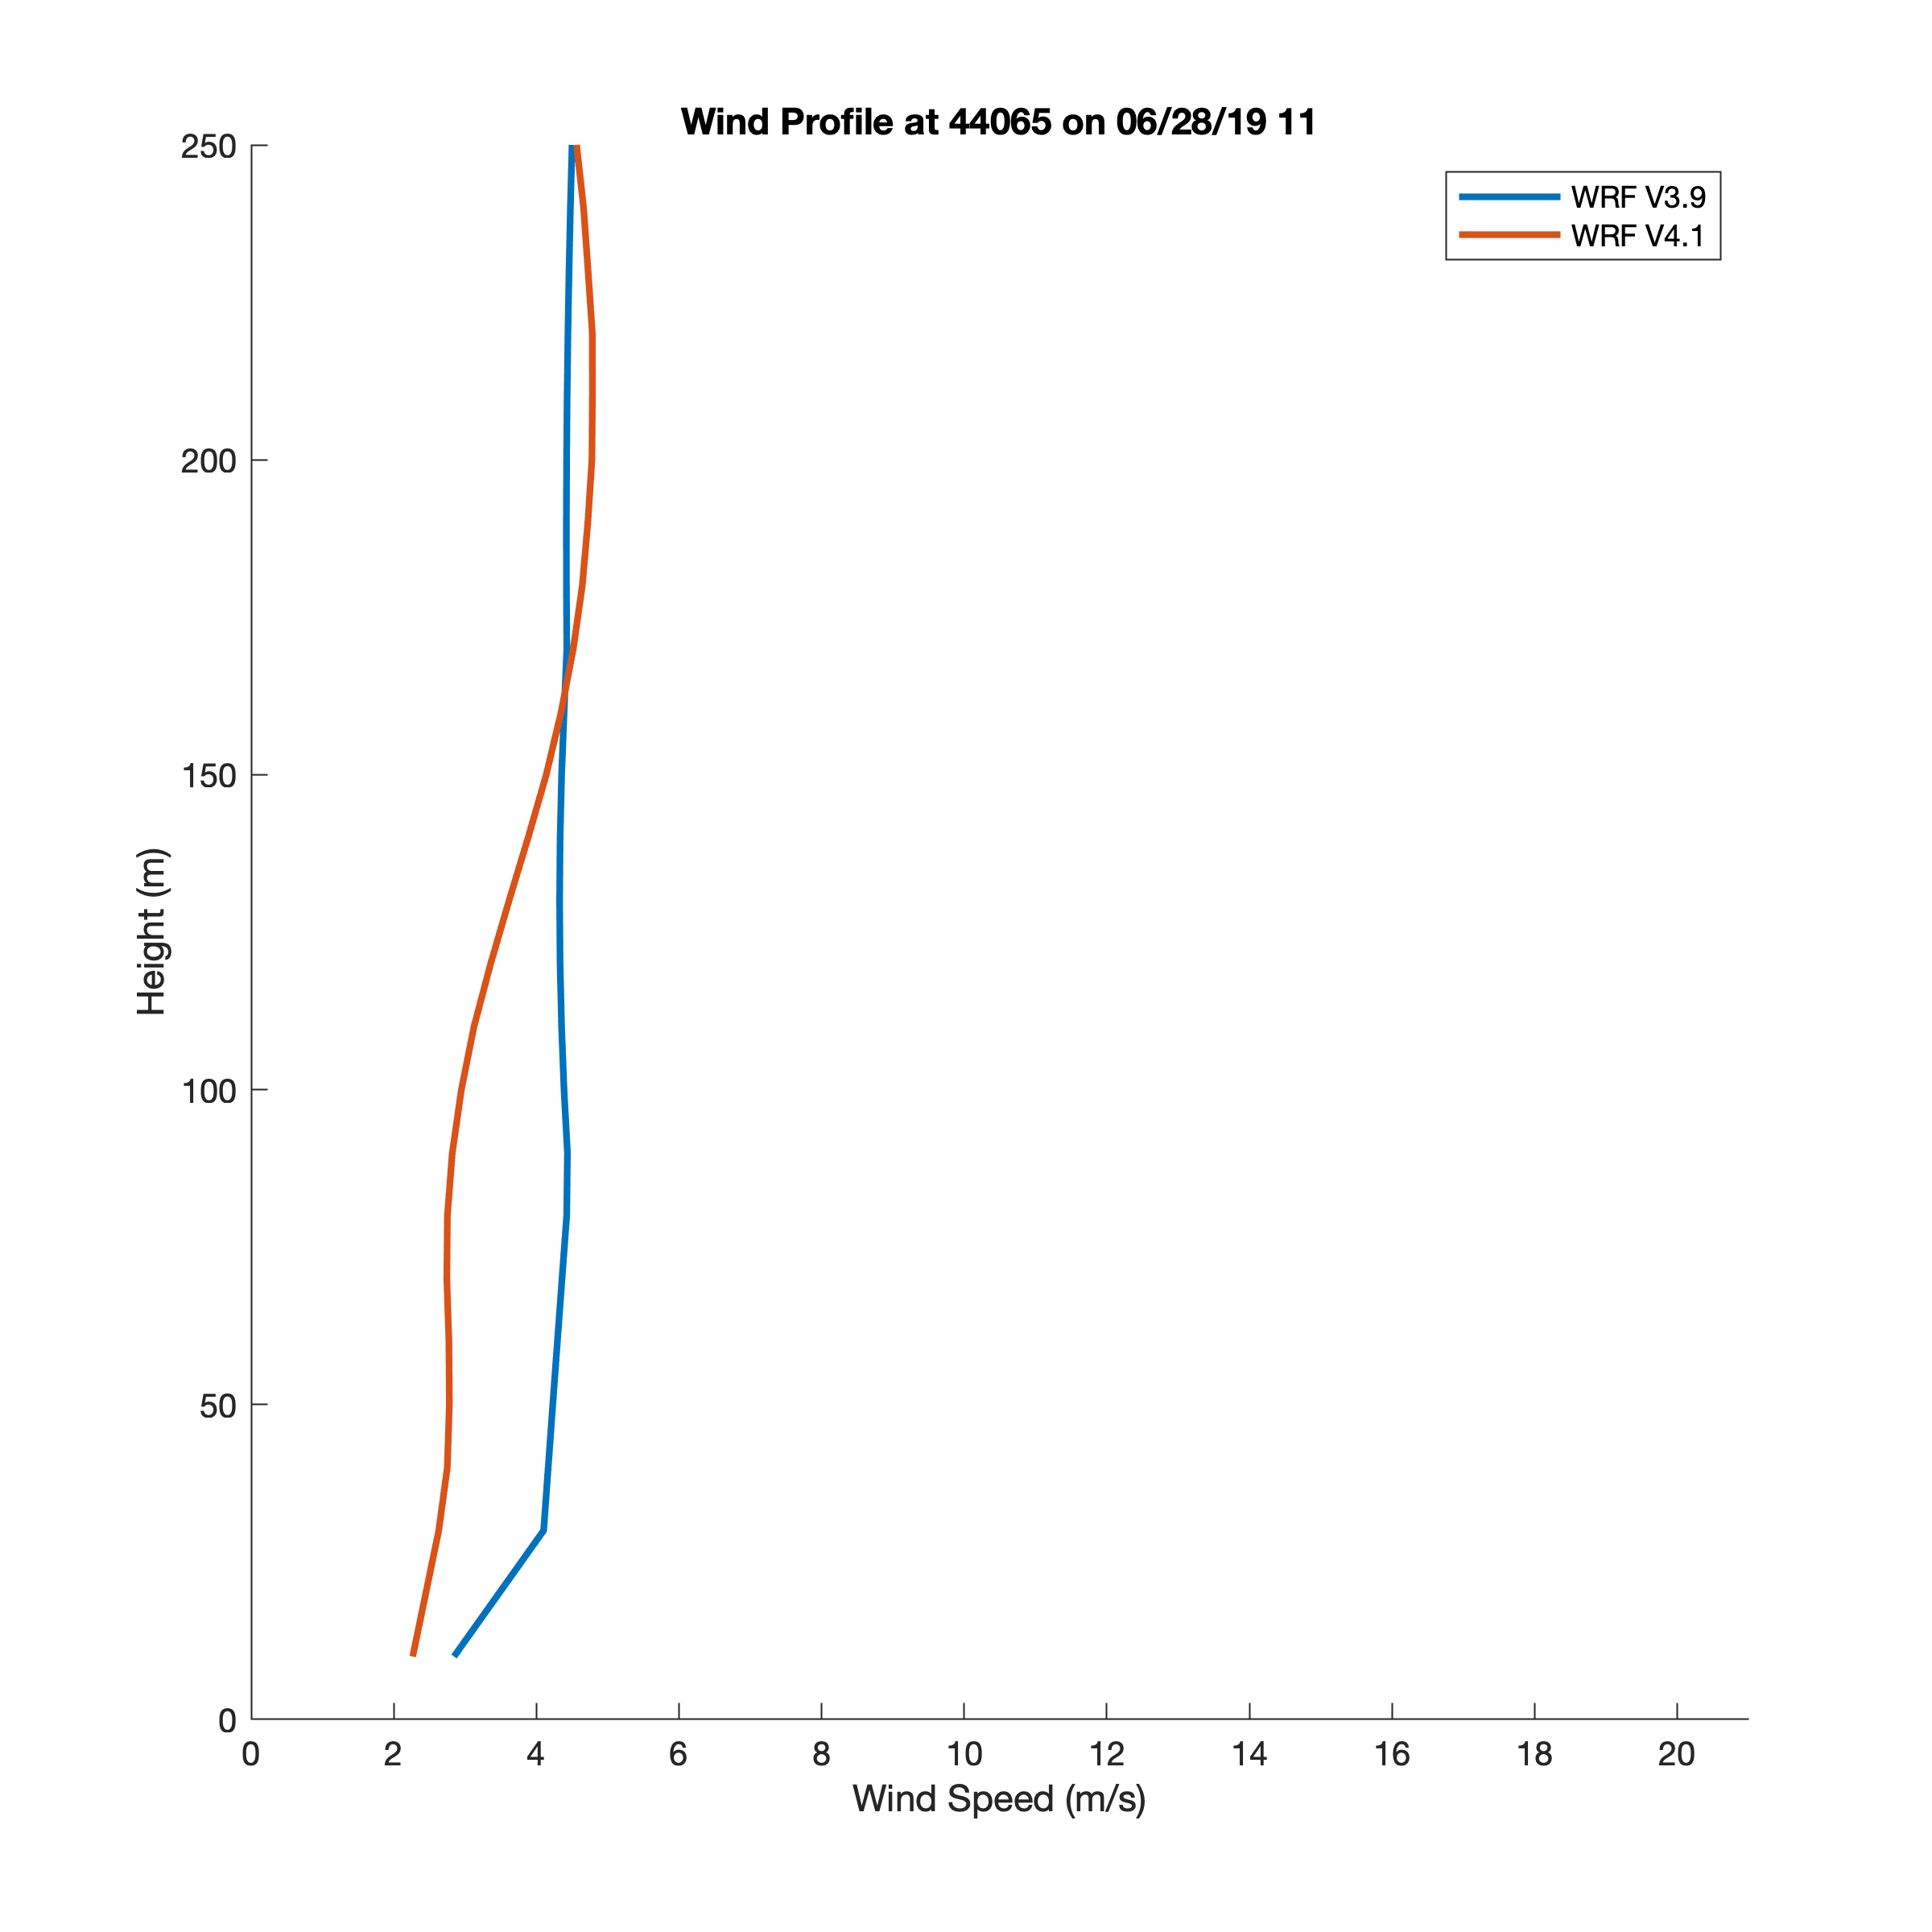 Wind Profile at 44065 on 06/28/19 11
WRF V3.9
WRF V4.1
250
200
150
100
50
0
Height (m)
0 2 4 6 8 10 12 14 16 18 20
Wind Speed (m/s)